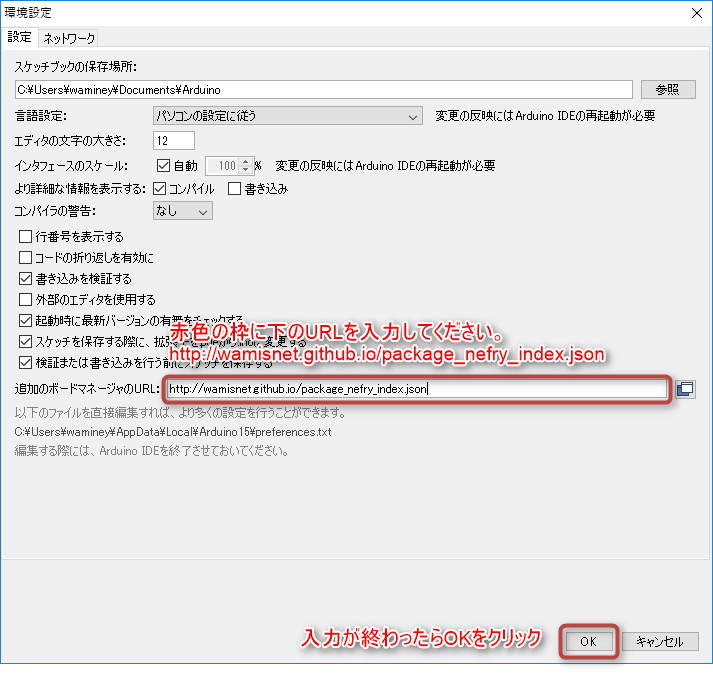 環境設定
設定 ネットワーク
スケッチブックの保存場所:
C:¥Users¥waminey¥Documents¥Arduino 参照
言語設定: パソコンの設定に従う 変更の反映にはArduino IDEの再起動が必要
エディタの文字の大きさ: 12
インタフェースのスケール: 自動 100 % 変更の反映にはArduino IDEの再起動が必要
より詳細な情報を表示する: コンパイル 書き込み
コンパイラの警告: なし
行番号を表示する
コードの折り返しを有効に
書き込みを検証する
外部のエディタを使用する
起動時に最新バージョンの有無をチェックする
赤色の枠に下のURLを入力してください。
スケッチを保存する際に、拡張子を.pdeから.inoに変更する
http://wamisnet.github.io/package_nefry_index.json
検証または書き込みを行う前にスケッチを保存する
追加のボードマネージャのURL: http://wamisnet.github.io/package_nefry_index.json
以下のファイルを直接編集すれば、より多くの設定を行うことができます。
C:¥Users¥waminey¥AppData¥Local¥Arduino15¥preferences.txt
編集する際には、Arduino IDEを終了させておいてください。
入力が終わったらOKをクリック OK キャンセル